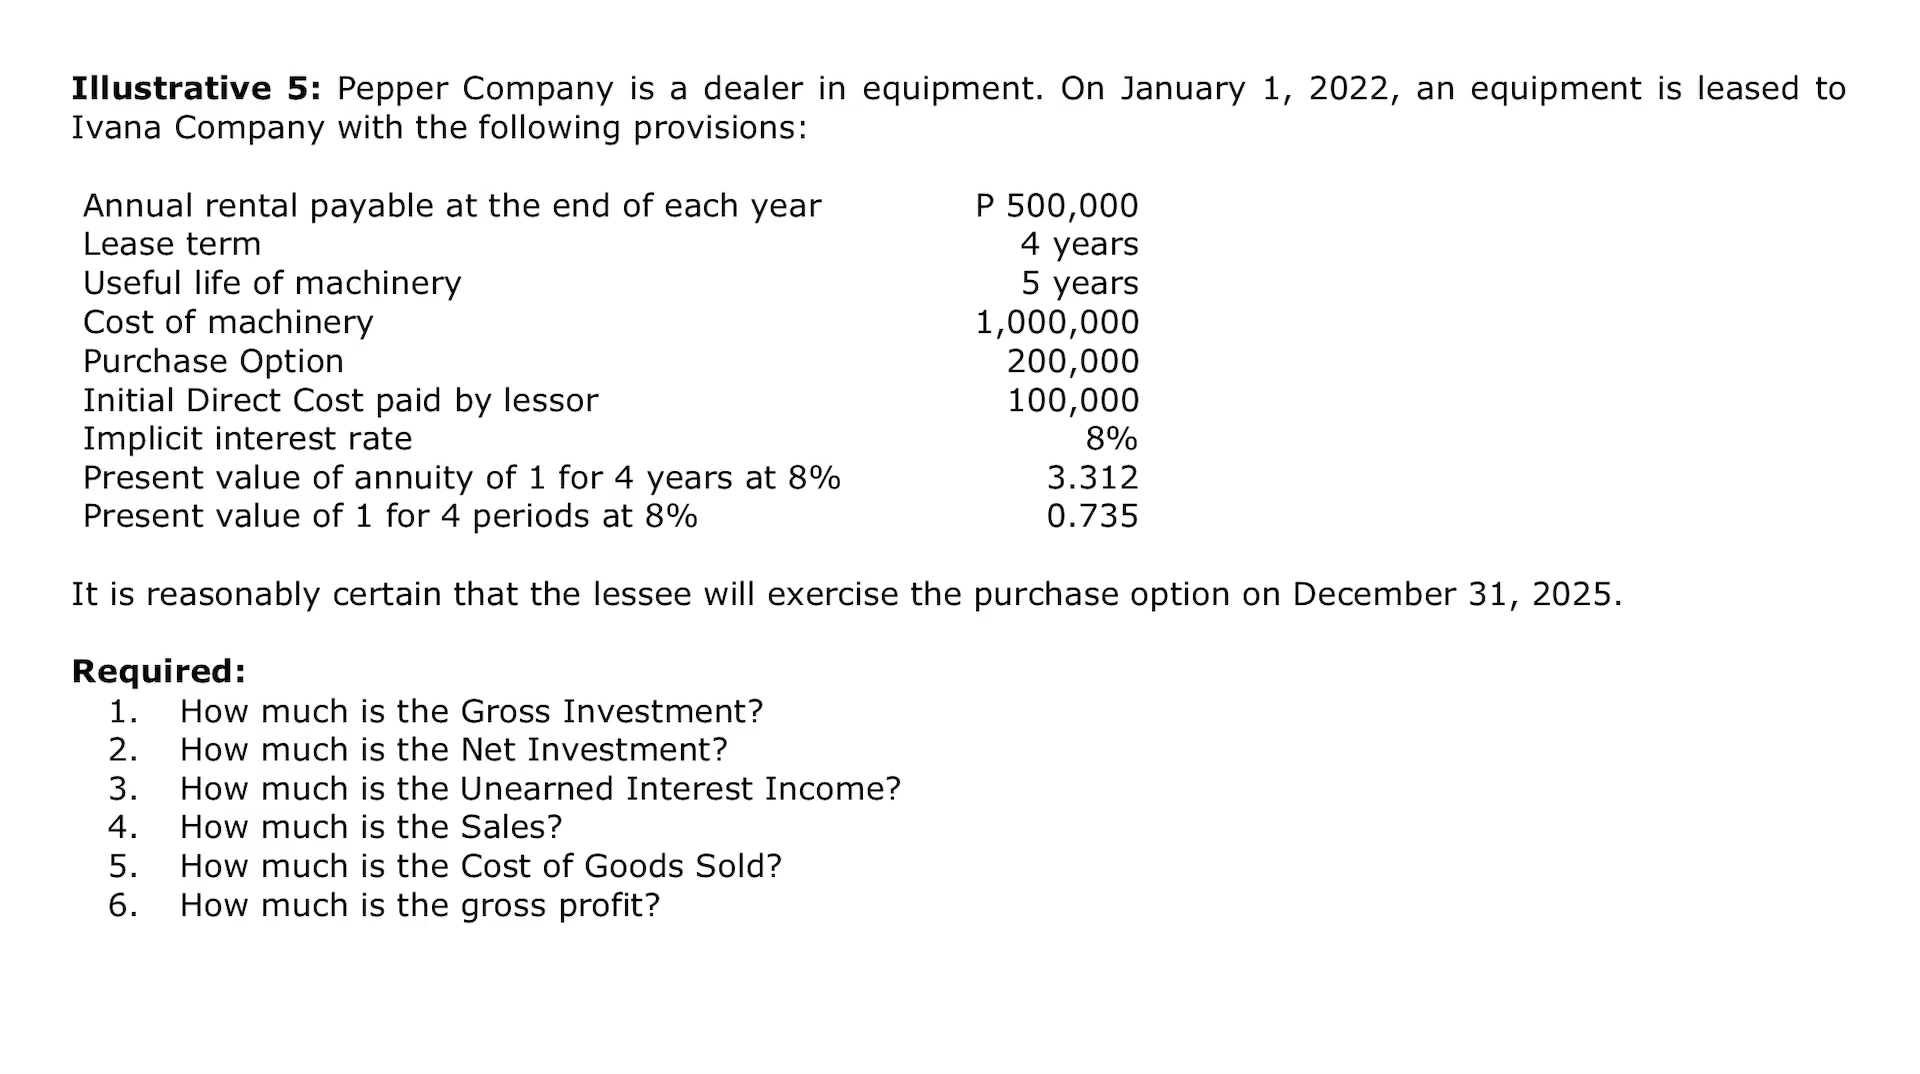 Illustrative 5: Pepper Company is a dealer in equipment. On January 1, 2022, an equipment is leased to
Ivana Company with the following provisions:
Annual rental payable at the end of each year P 500,000
Lease term 4 years
Useful life of machinery 5 years
Cost of machinery 1,000,000
Purchase Option 200,000
Initial Direct Cost paid by lessor 100,000
Implicit interest rate 8%
Present value of annuity of 1 for 4 years at 8% 3.312
Present value of 1 for 4 periods at 8% 0.735
It is reasonably certain that the lessee will exercise the purchase option on December 31, 2025.
Required:
1. How much is the Gross Investment?
2. How much is the Net Investment?
3. How much is the Unearned Interest Income?
4. How much is the Sales?
5. How much is the Cost of Goods Sold?
6. How much is the gross profit?